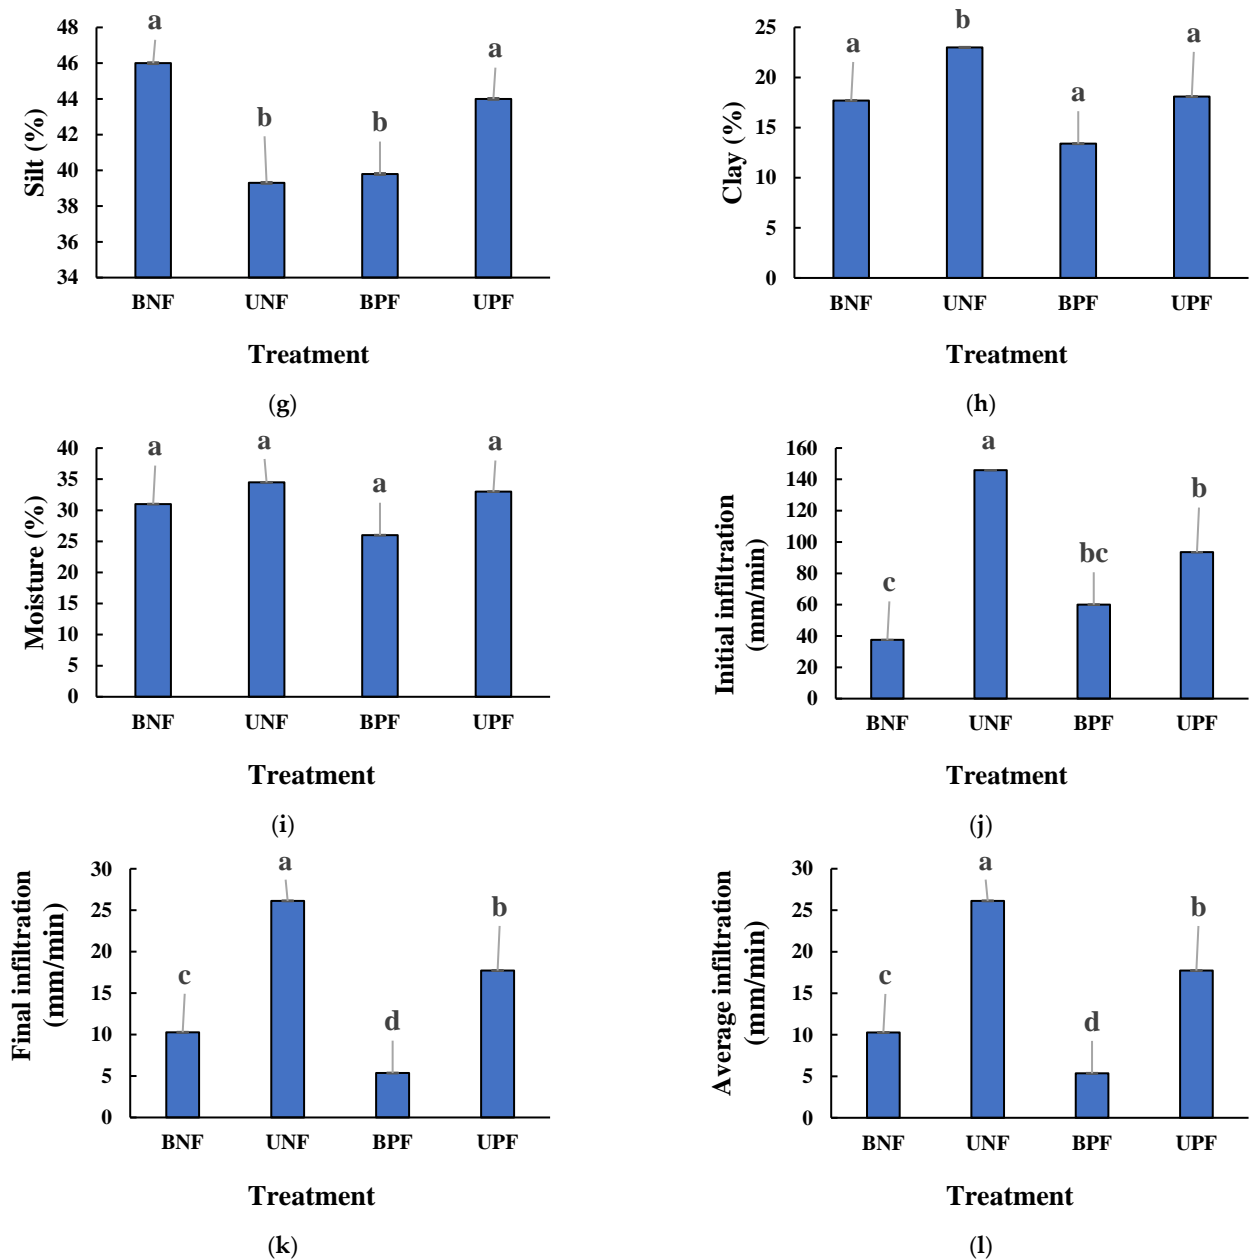 Silt (%)
48
46
44
42
40
38
36
34
a
b
b
a
BNF UNF BPF UPF
Treatment
(g)
Clay (%)
25
20
15
10
5
0
a
b
a
a
BNF UNF BPF UPF
Treatment
(h)
Moisture (%)
40
35
30
25
20
15
10
5
0
a
a
a
a
BNF UNF BPF UPF
Treatment
(i)
Initial infiltration
(mm/min)
160
140
120
100
80
60
40
20
0
c
a
bc
b
BNF UNF BPF UPF
Treatment
(j)
Final infiltration
(mm/min)
30
25
20
15
10
5
0
c
a
d
b
BNF UNF BPF UPF
Treatment
(k)
Average infiltration
(mm/min)
30
25
20
15
10
5
0
c
a
d
b
BNF UNF BPF UPF
Treatment
(l)